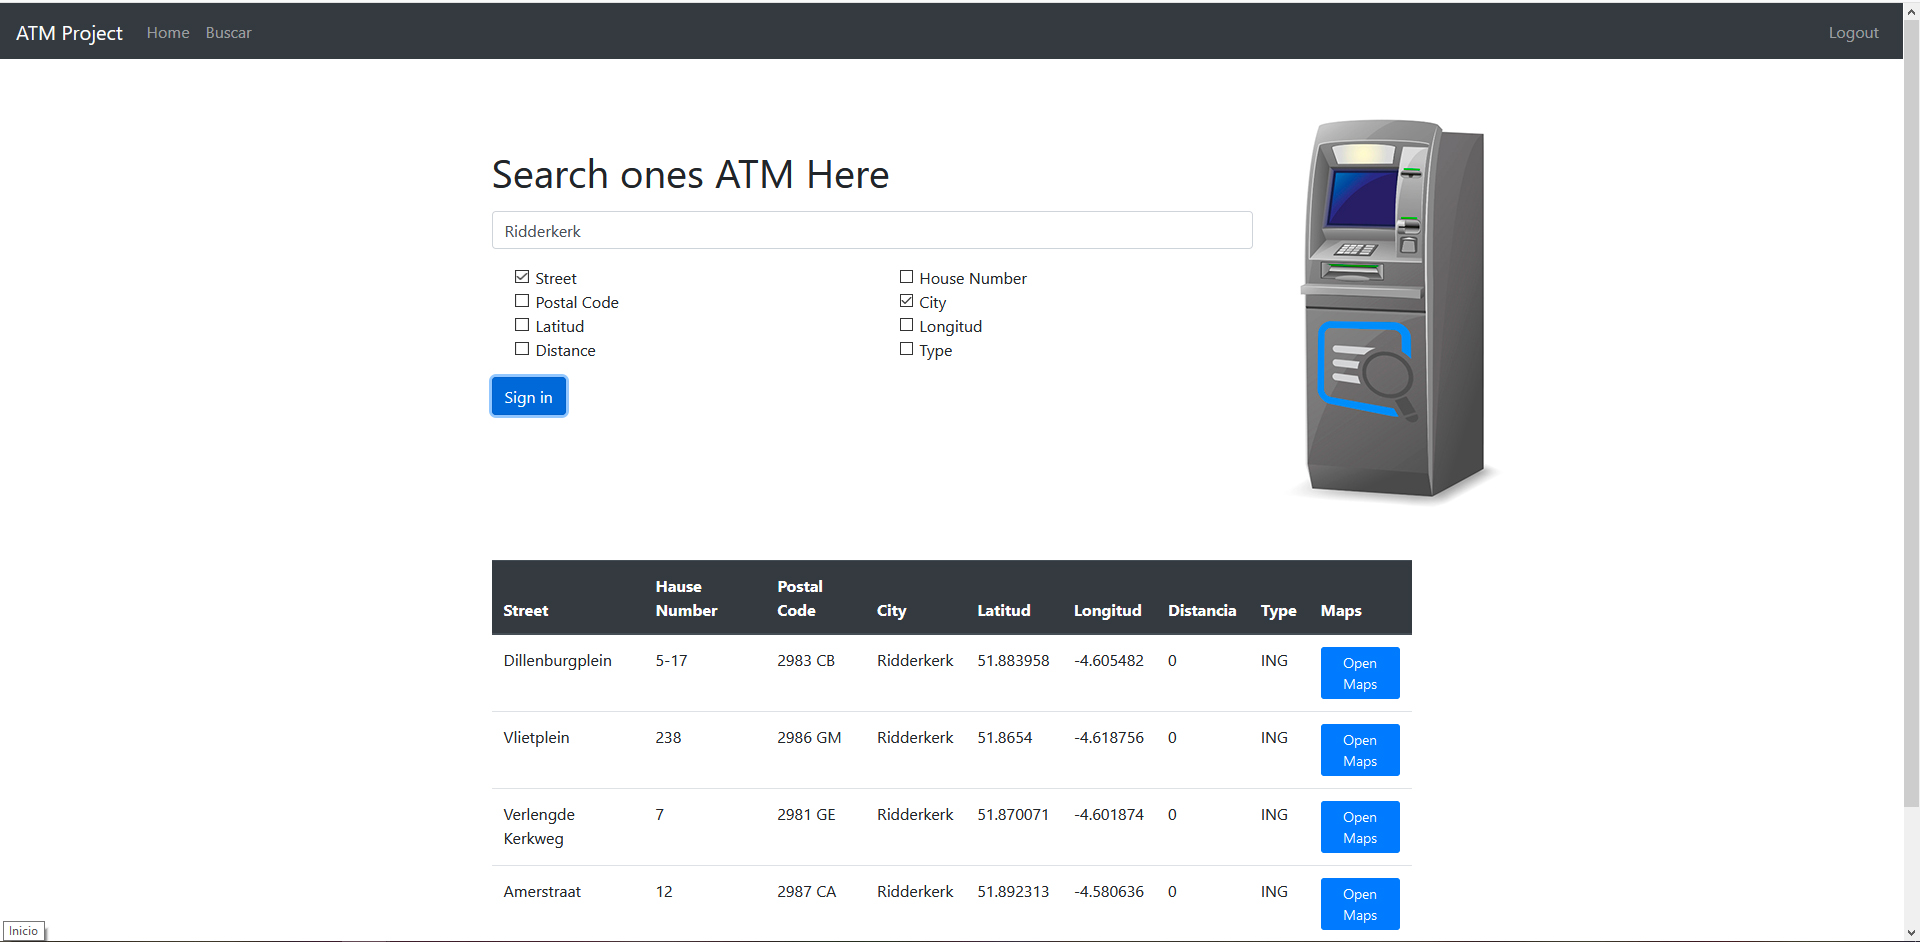 ATM Project Home Buscar Logout
Search ones ATM Here
Ridderkerk
Street House Number
Postal Code City
Latitud Longitud
Distance Type
Sign in
Street Hause Number Postal Code City Latitud Longitud Distancia Type Maps
Dillenburgplein 5-17 2983 CB Ridderkerk 51.883958 -4.605482 0 ING Open Maps
Vlietplein 238 2986 GM Ridderkerk 51.8654 -4.618756 0 ING Open Maps
Verlengde Kerkweg 7 2981 GE Ridderkerk 51.870071 -4.601874 0 ING Open Maps
Amerstraat 12 2987 CA Ridderkerk 51.892313 -4.580636 0 ING Open Maps
Inicio